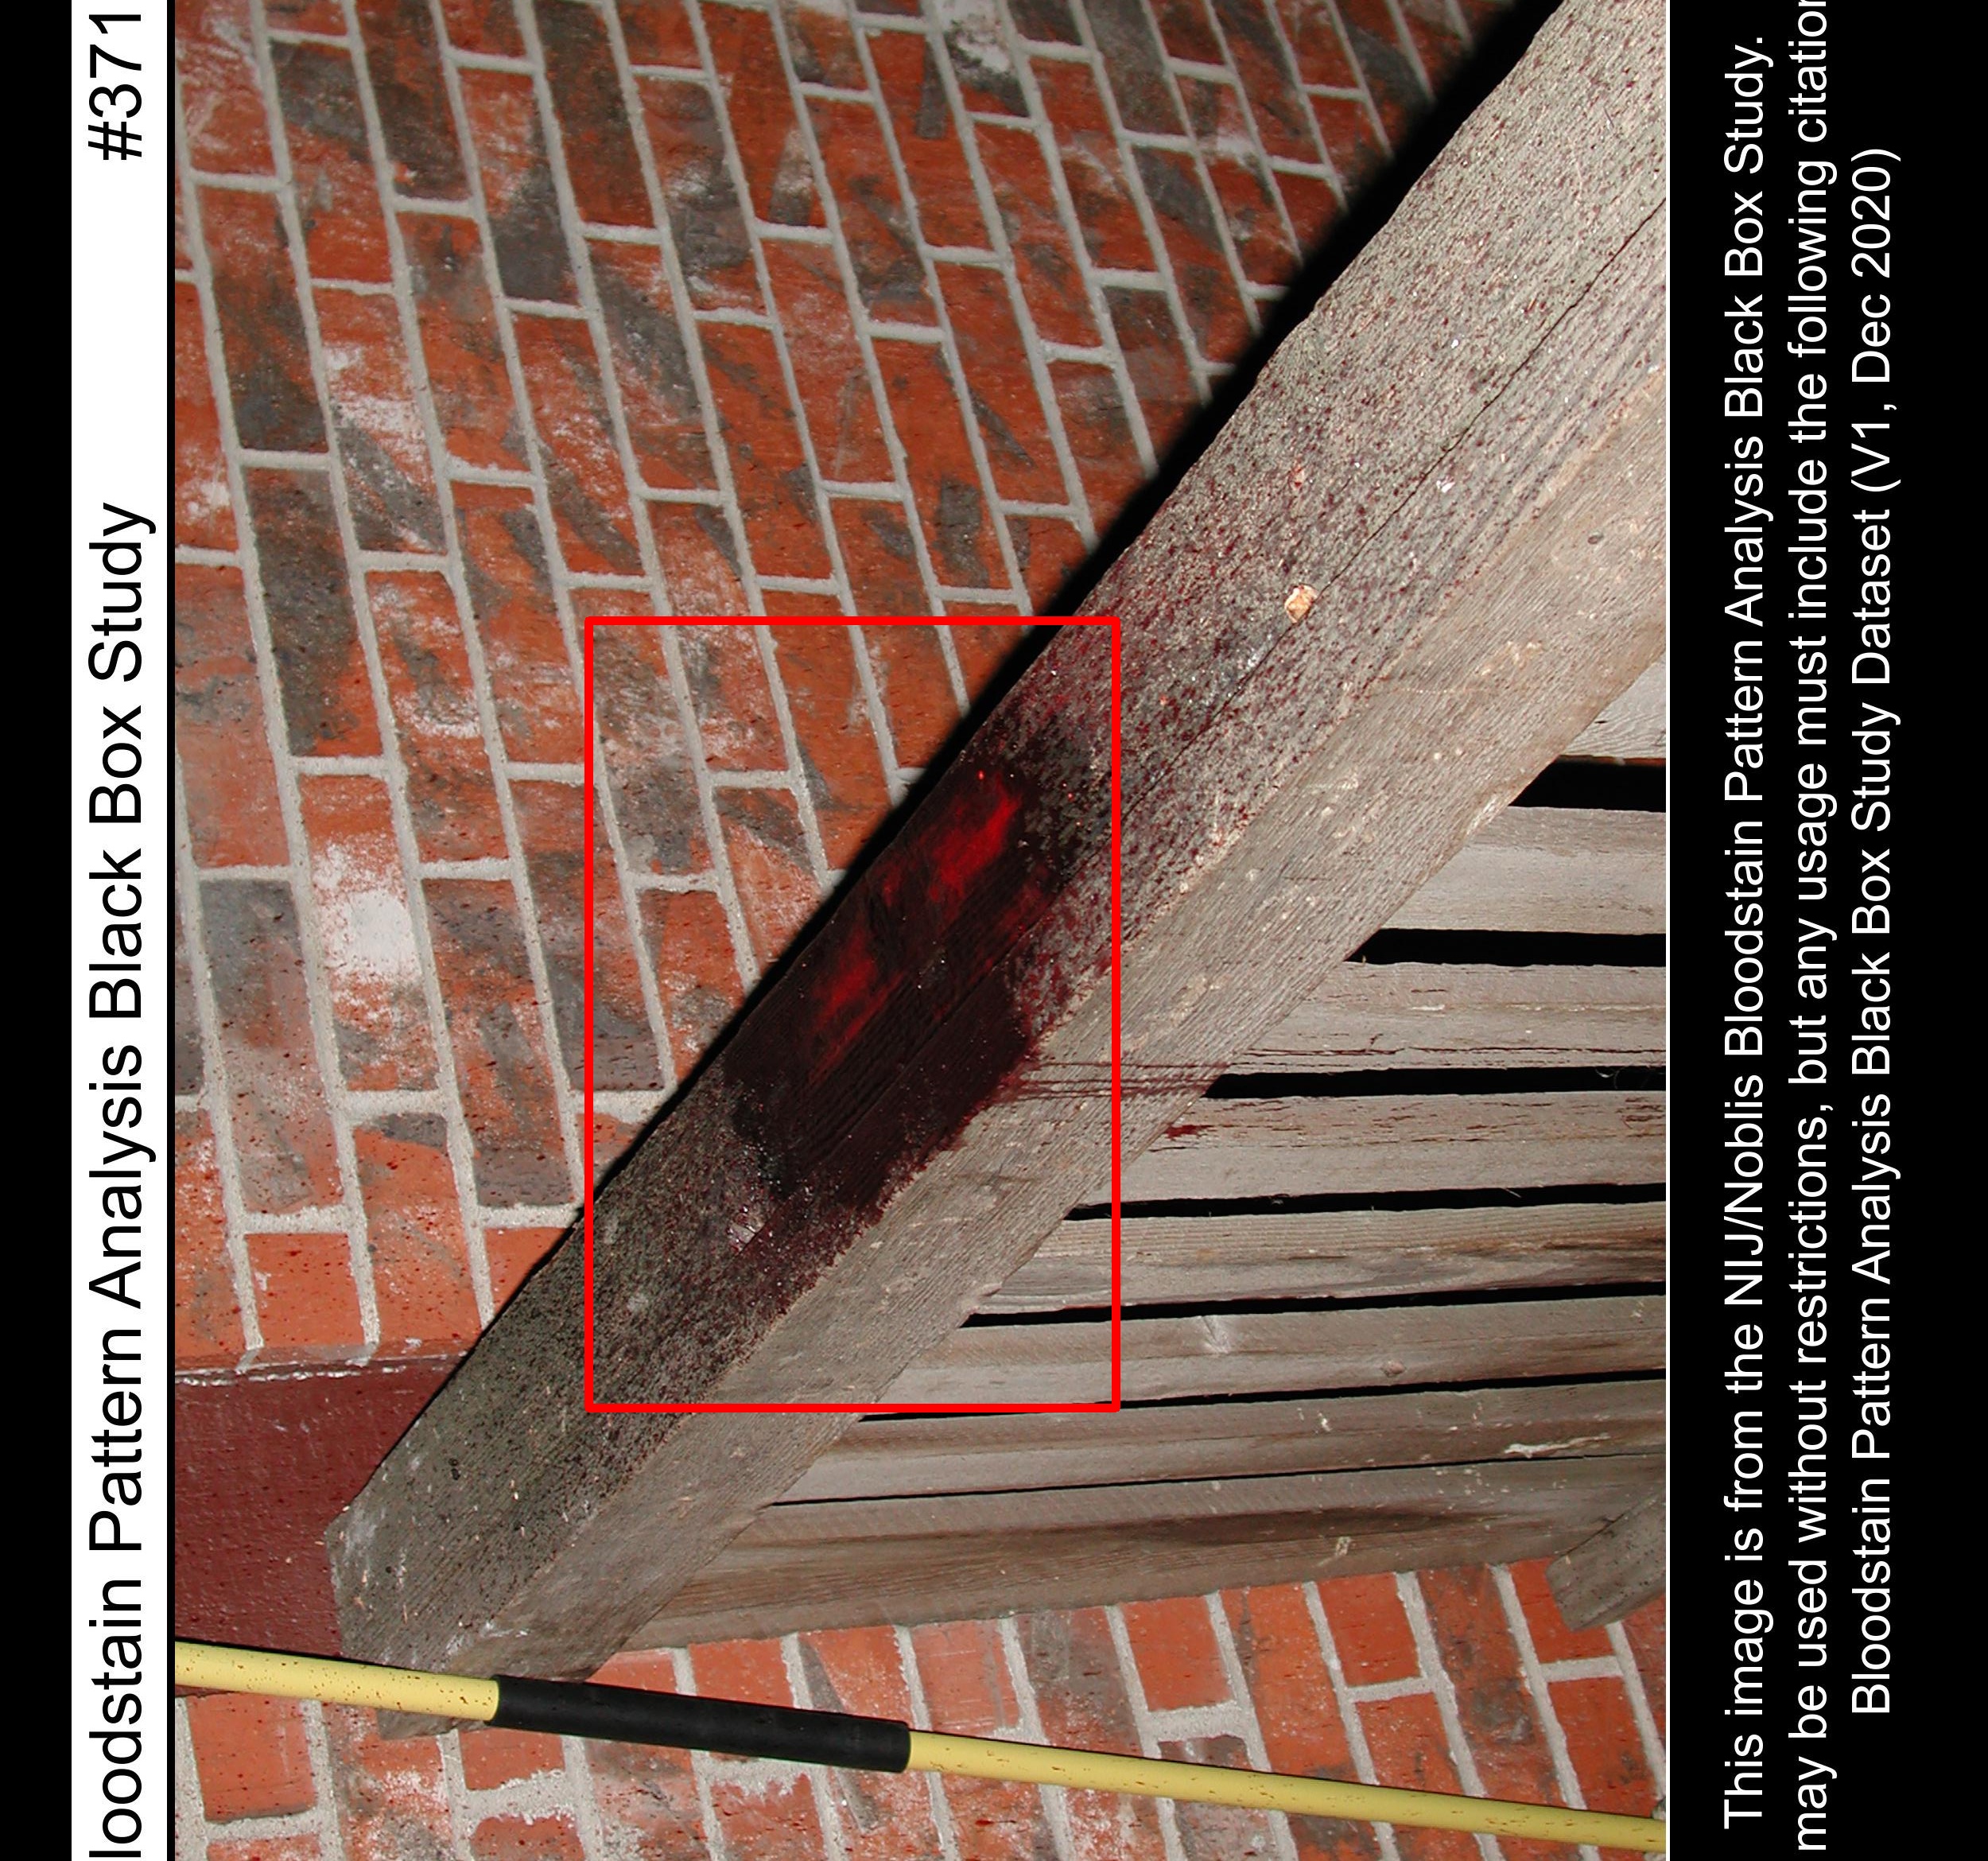 loodstain Pattern Analysis Black Box Study #371
This image is from the NIJ/Noblis Bloodstain Pattern Analysis Black Box Study.
may be used without restrictions, but any usage must include the following citation
Bloodstain Pattern Analysis Black Box Study Dataset (V1, Dec 2020)